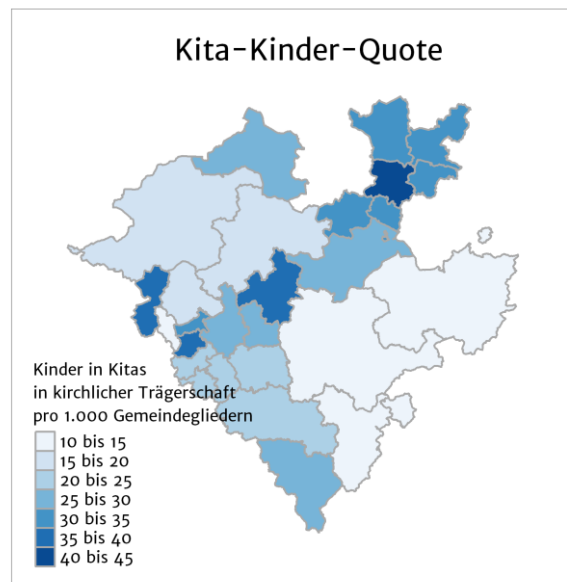 Kita-Kinder-Quote
Kinder in Kitas
in kirchlicher Trägerschaft
pro 1.000 Gemeindegliedern
10 bis 15
15 bis 20
20 bis 25
25 bis 30
30 bis 35
35 bis 40
40 bis 45